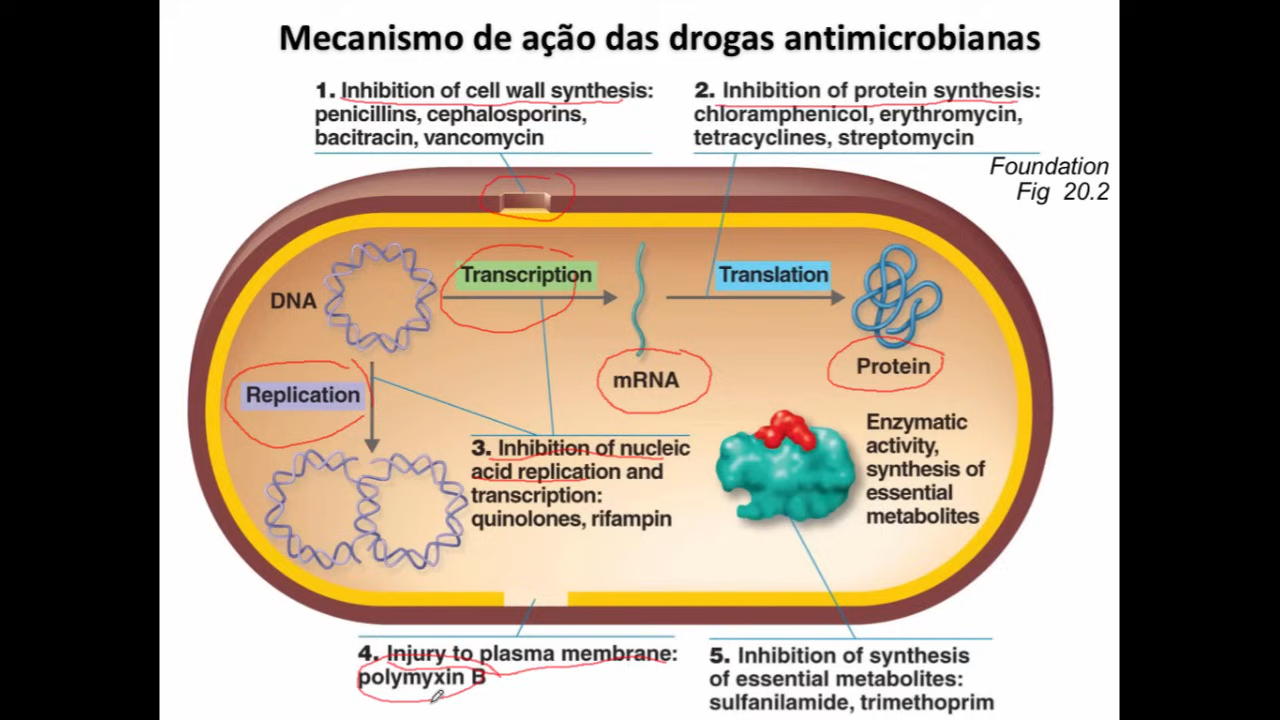 Mecanismo de ação das drogas antimicrobianas
1. Inhibition of cell wall synthesis:
penicillins, cephalosporins,
bacitracin, vancomycin
2. Inhibition of protein synthesis:
chloramphenicol, erythromycin,
tetracyclines, streptomycin
Foundation
Fig 20.2
DNA
Transcription
mRNA
Translation
Protein
Replication
3. Inhibition of nucleic
acid replication and
transcription:
quinolones, rifampin
Enzymatic
activity,
synthesis of
essential
metabolites
4. Injury to plasma membrane:
polymyxin B
5. Inhibition of synthesis
of essential metabolites:
sulfanilamide, trimethoprim